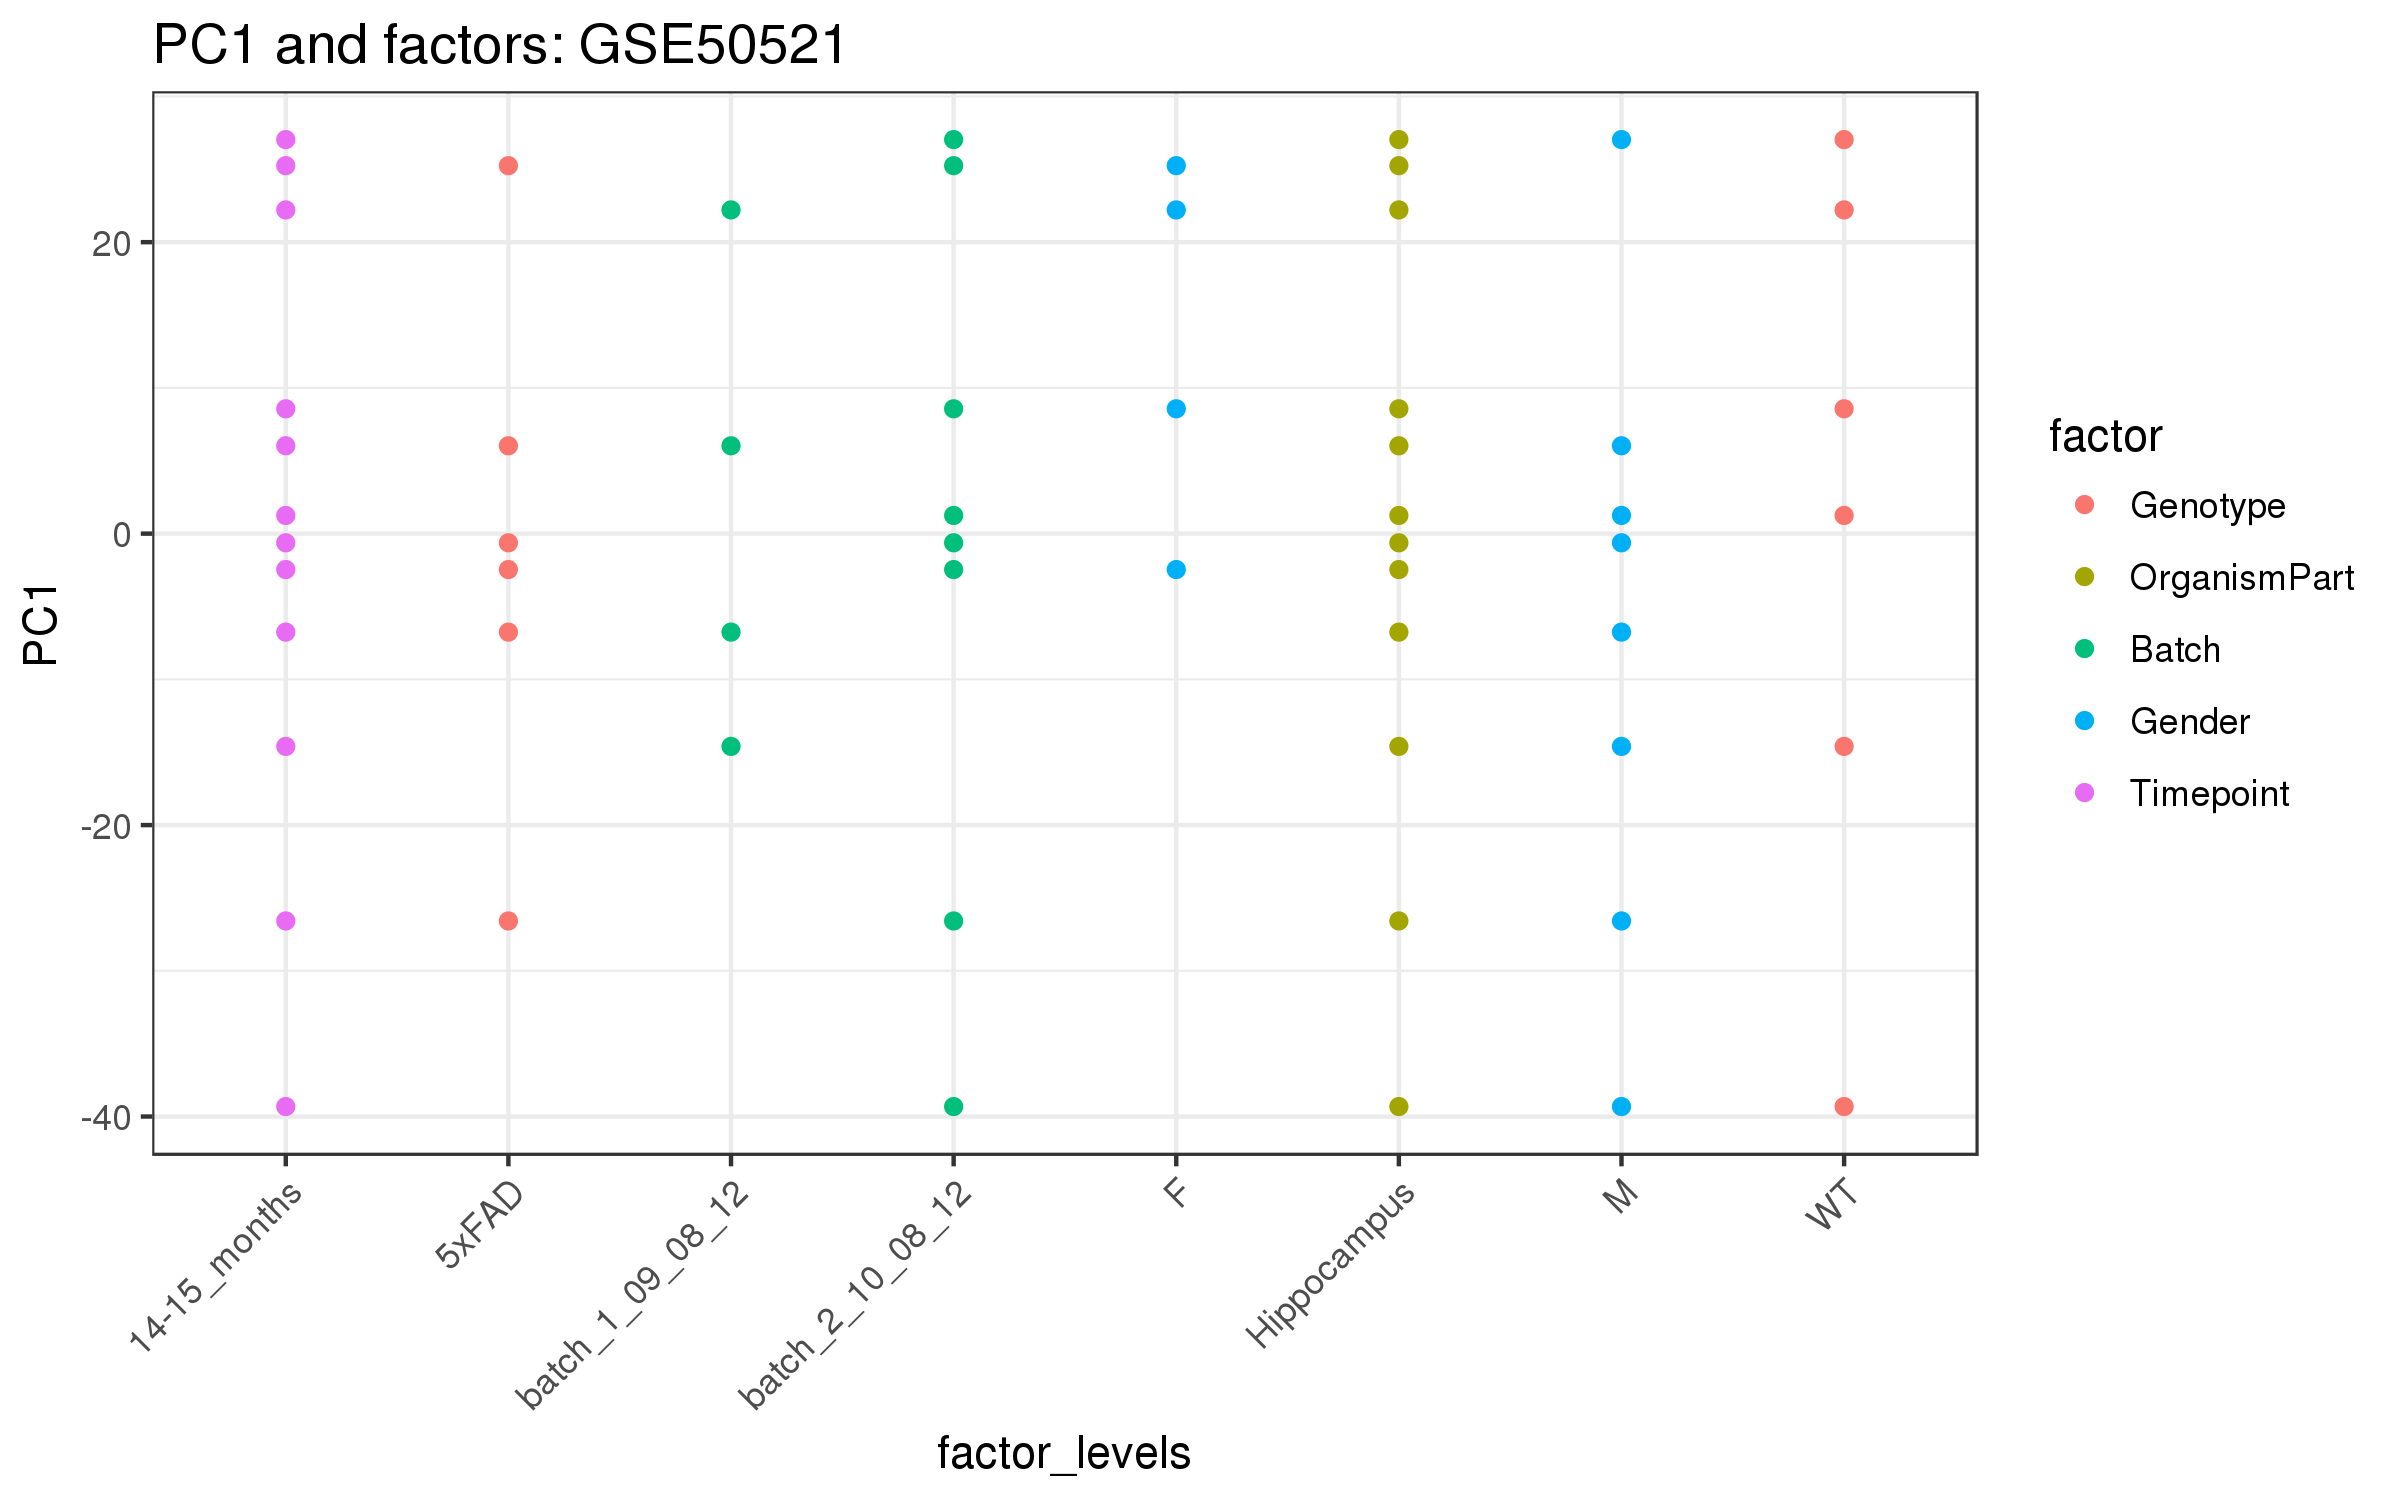 PC1 and factors: GSE50521
PC1
20
0
-20
-40
14-15_months
5xFAD
batch_1_09_08_12
batch_2_10_08_12
F
Hippocampus
M
WT
factor_levels
factor
Genotype
OrganismPart
Batch
Gender
Timepoint